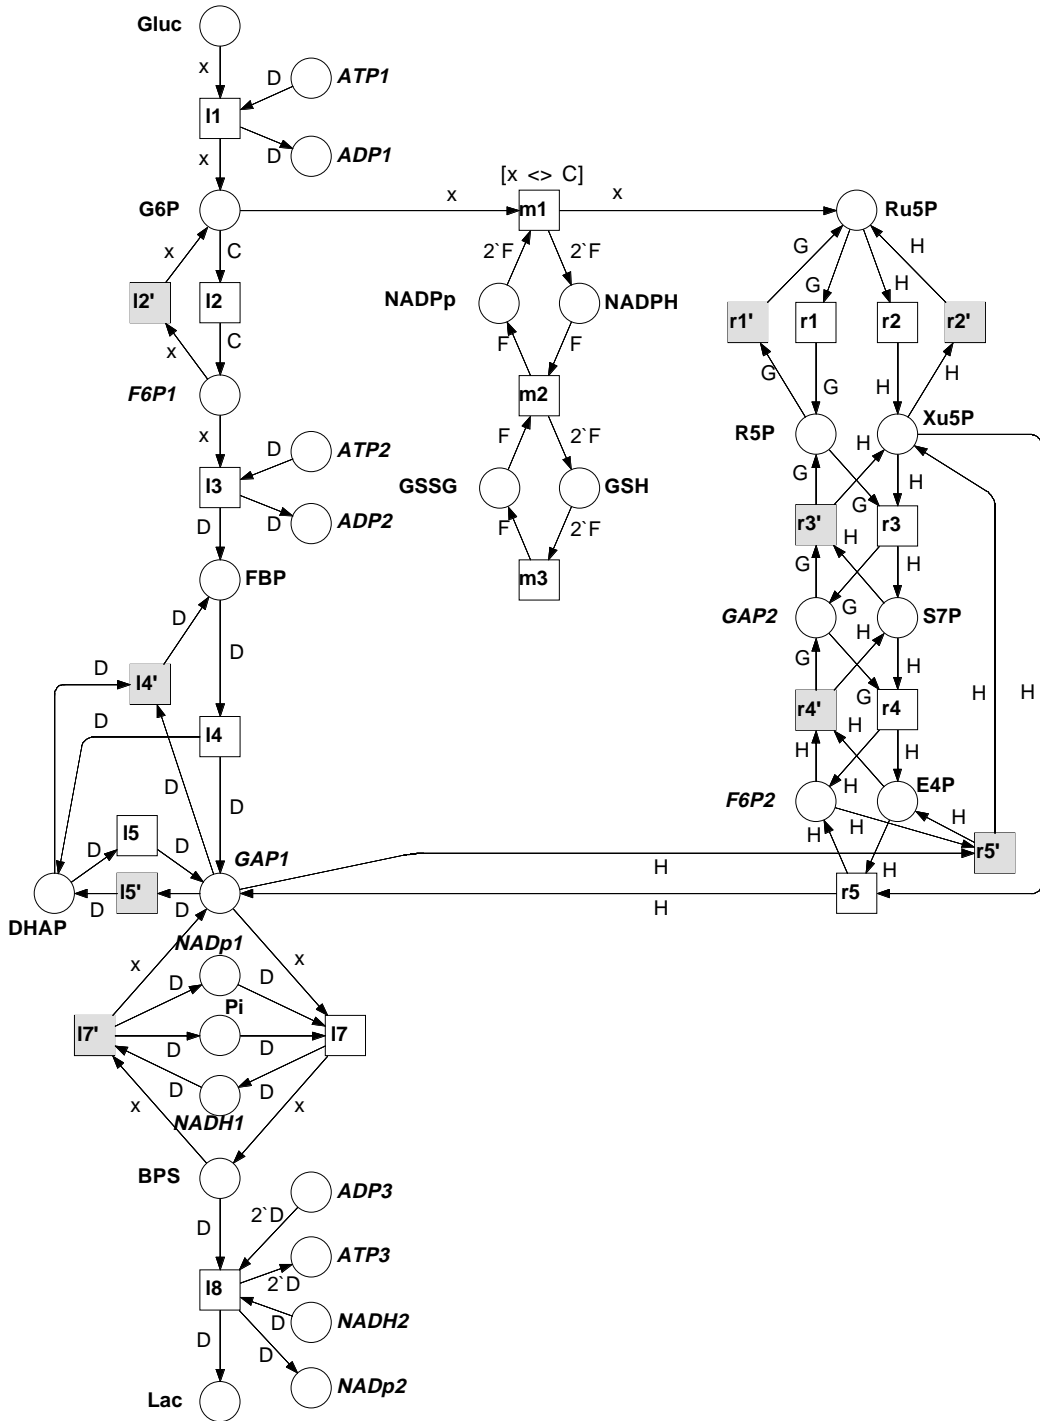 Gluc
x
D
ATP1
l1
x
D
ADP1
[x <> C]
G6P
x
m1
x
Ru5P
x
C
2`F
2`F
G
H
l2'
l2
NADPp
NADPH
G
H
r1'
r1
r2
r2'
x
C
F
F
G
G
H
H
F6P1
m2
x
D
ATP2
R5P
Xu5P
H
l3
F
2`F
G
H
GSSG
GSH
G
D
D
ADP2
F
2`F
r3'
H
r3
FBP
m3
G
H
D
GAP2
G
S7P
D
H
D
l4'
G
H
D
r4'
G
r4
H
H
l4
H
H
H
D
D
F6P2
H
E4P
l5
H
H
H
D
D
GAP1
r5'
H
H
DHAP
D
l5'
D
r5
H
NADp1
x
D
D
x
Pi
l7'
D
D
l7
D
D
x
NADH1
x
BPS
ADP3
D
2`D
ATP3
l8
2`D
D
NADH2
D
D
NADp2
Lac